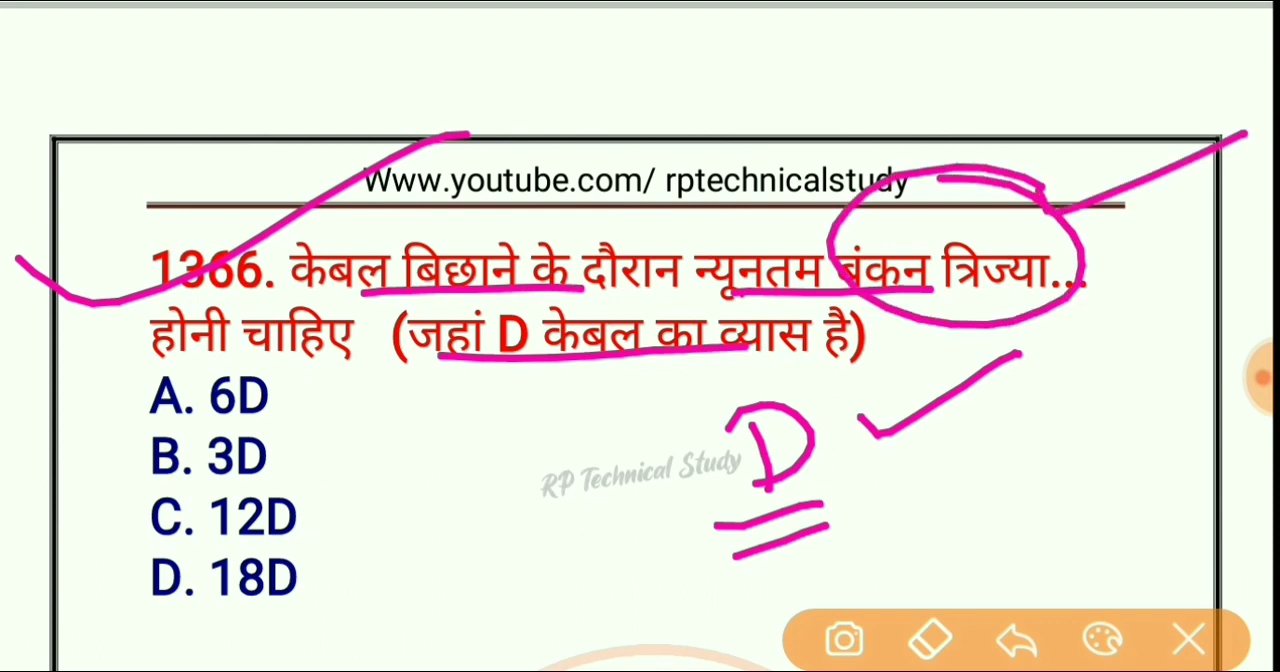 Www.youtube.com/ rptechnicalstudy
1366. केबल बिछाने के दौरान न्यूनतम बंकन त्रिज्या...
होनी चाहिए (जहां D केबल का व्यास है)
A. 6D
B. 3D
C. 12D
D. 18D
D
RP Technical Study